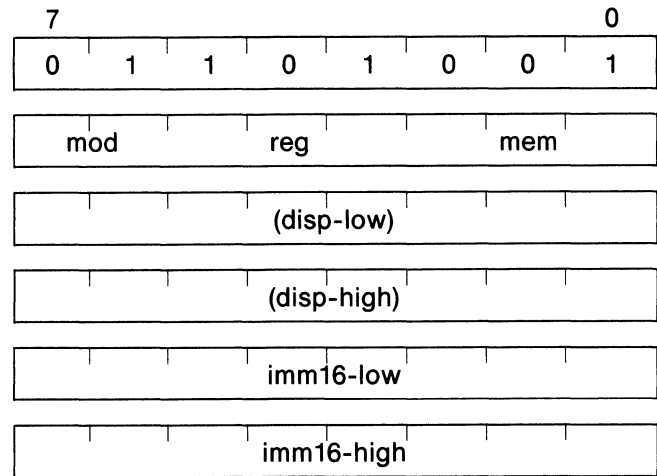 7 0
0 1 1 0 1 0 0 1
mod reg mem
(disp-low)
(disp-high)
imm16-low
imm16-high